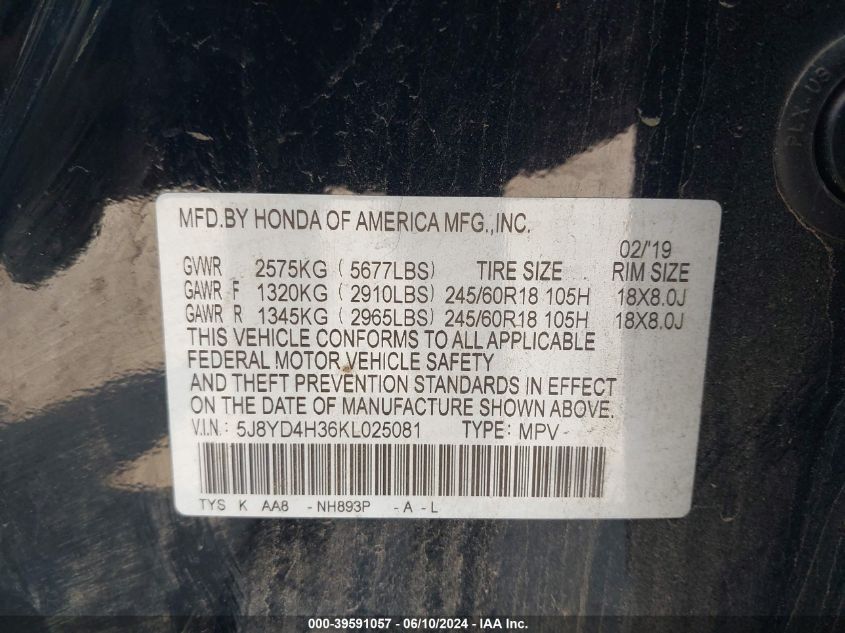 PLX-09
MFD.BY HONDA OF AMERICA MFG.,INC.
02/'19
GVWR 2575KG ( 5677LBS) TIRE SIZE RIM SIZE
GAWR F 1320KG ( 2910LBS) 245/60R18 105H 18X8.0J
GAWR R 1345KG ( 2965LBS) 245/60R18 105H 18X8.0J
THIS VEHICLE CONFORMS TO ALL APPLICABLE
FEDERAL MOTOR VEHICLE SAFETY
AND THEFT PREVENTION STANDARDS IN EFFECT
ON THE DATE OF MANUFACTURE SHOWN ABOVE.
V.I.N.: 5J8YD4H36KL025081 TYPE: MPV
TYS K AA8 - NH893P - A - L
000-39591057 - 06/10/2024 - IAA Inc.